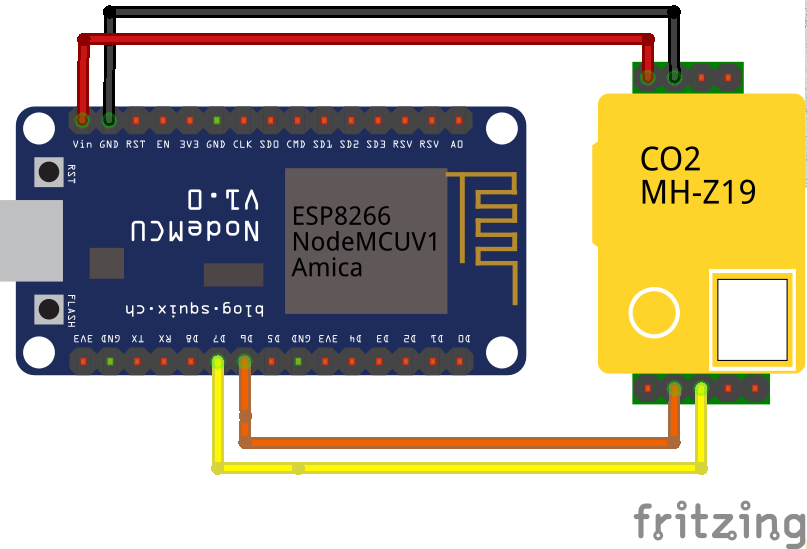 Vin GND RST EN 3V3 GND CLK SD0 CMD SD1 SD2 SD3 RSV RSV A0
RST
V1.0
NodeMCU
ESP8266
NodeMCUV1
Amica
CO2
MH-Z19
FLASH
blog.squix.ch
3V3 GND TX RX D8 D7 D6 D5 GND 3V3 D4 D3 D2 D1 D0
fritzing